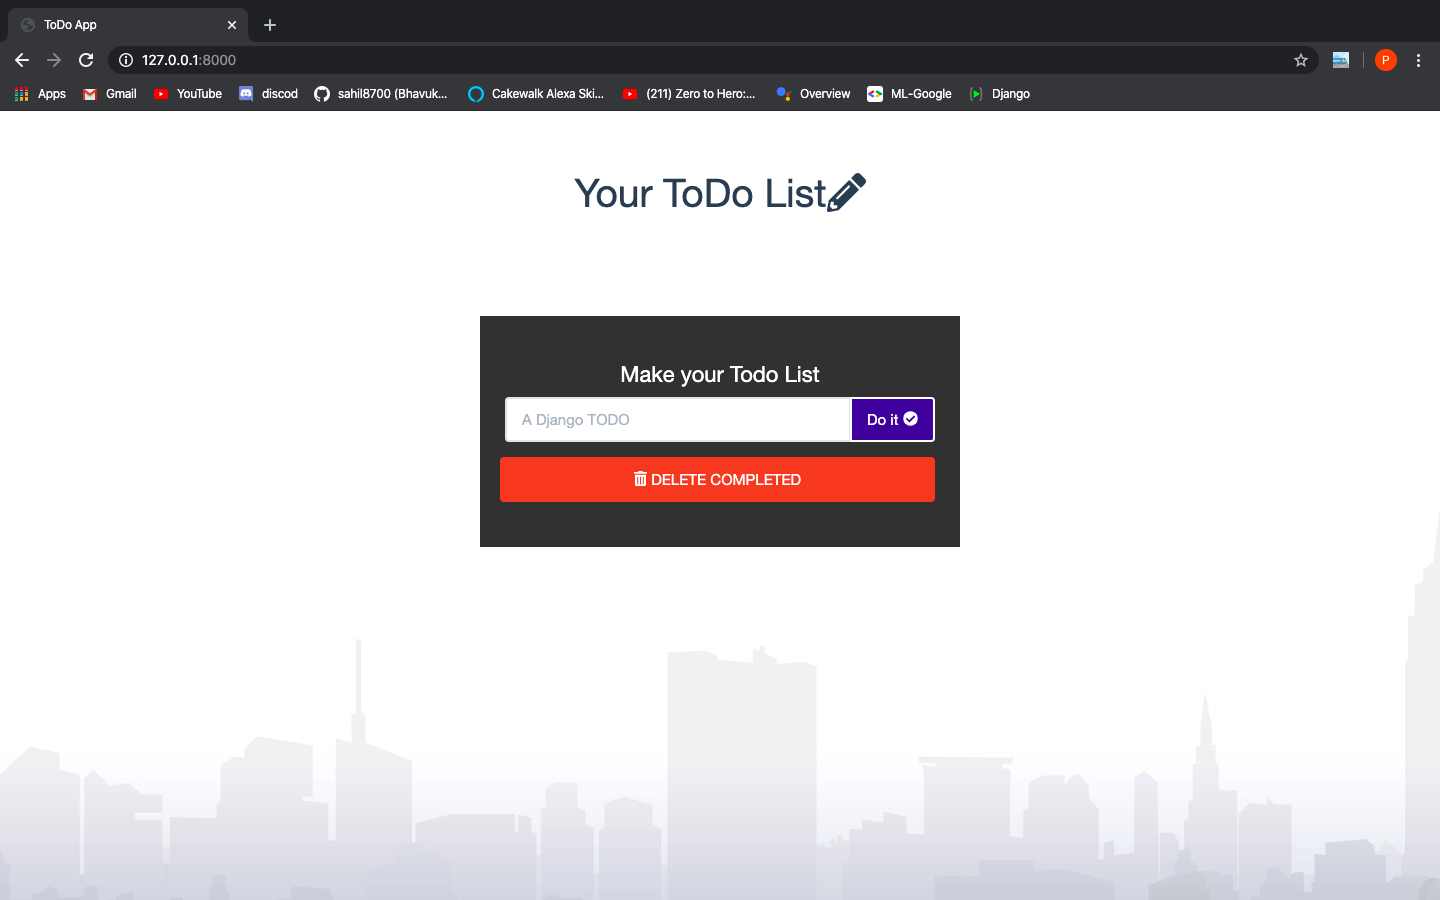 ToDo App
127.0.0.1:8000
P
Apps Gmail YouTube discod sahil8700 (Bhavuk... Cakewalk Alexa Ski... (211) Zero to Hero:... Overview ML-Google Django
Your ToDo List
Make your Todo List
A Django TODO Do it
DELETE COMPLETED